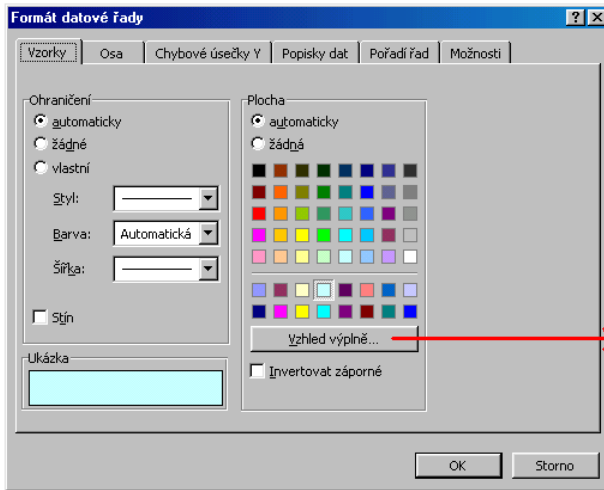 Formát datové řady
Vzorky Osa Chybové úsečky Y Popisky dat Pořadí řad Možnosti
Ohraničení
automaticky
žádné
vlastní
Styl:
Barva: Automatická
Šířka:
Stín
Ukázka
Plocha
automaticky
žádná
Vzhled výplně...
Invertovat záporné
OK Storno